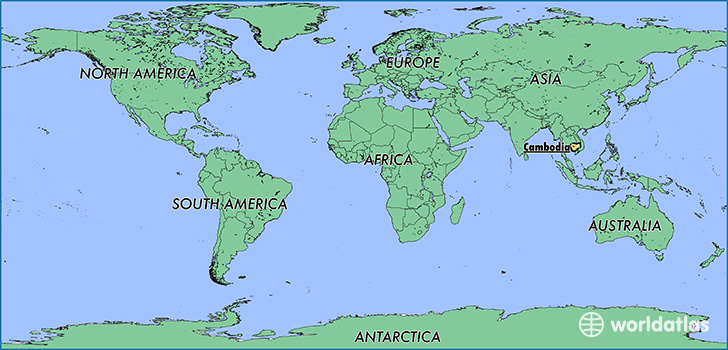 NORTH AMERICA
EUROPE
ASIA
Cambodia
AFRICA
SOUTH AMERICA
AUSTRALIA
ANTARCTICA
worldatlas